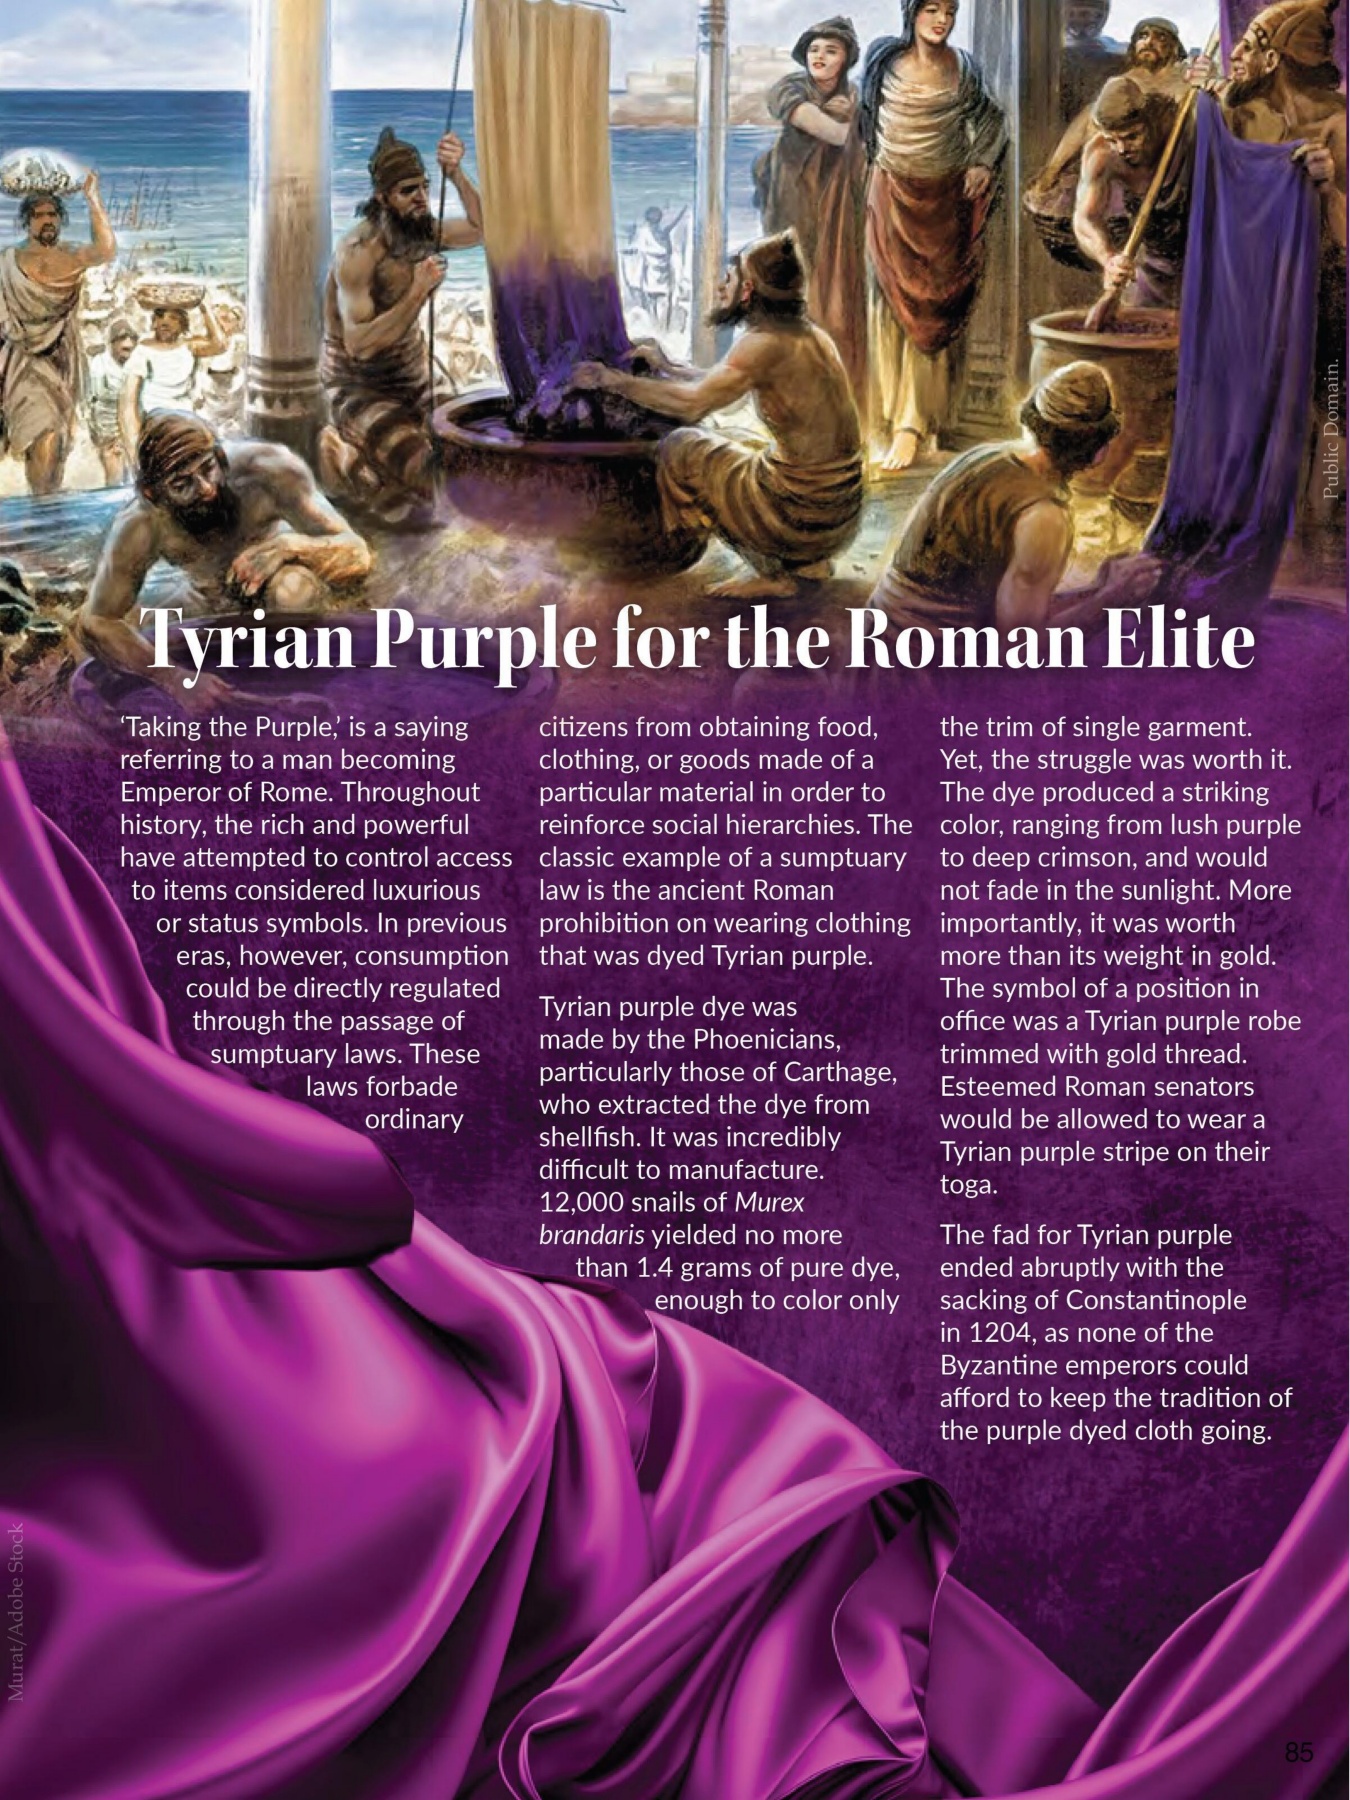 Public Domain.
Tyrian Purple for the Roman Elite
‘Taking the Purple,’ is a saying
referring to a man becoming
Emperor of Rome. Throughout
history, the rich and powerful
have attempted to control access
to items considered luxurious
or status symbols. In previous
eras, however, consumption
could be directly regulated
through the passage of
sumptuary laws. These
laws forbade
ordinary
citizens from obtaining food,
clothing, or goods made of a
particular material in order to
reinforce social hierarchies. The
classic example of a sumptuary
law is the ancient Roman
prohibition on wearing clothing
that was dyed Tyrian purple.
Tyrian purple dye was
made by the Phoenicians,
particularly those of Carthage,
who extracted the dye from
shellfish. It was incredibly
difficult to manufacture.
12,000 snails of Murex
brandaris yielded no more
than 1.4 grams of pure dye,
enough to color only
the trim of single garment.
Yet, the struggle was worth it.
The dye produced a striking
color, ranging from lush purple
to deep crimson, and would
not fade in the sunlight. More
importantly, it was worth
more than its weight in gold.
The symbol of a position in
office was a Tyrian purple robe
trimmed with gold thread.
Esteemed Roman senators
would be allowed to wear a
Tyrian purple stripe on their
toga.
The fad for Tyrian purple
ended abruptly with the
sacking of Constantinople
in 1204, as none of the
Byzantine emperors could
afford to keep the tradition of
the purple dyed cloth going.
Murat/Adobe Stock
85